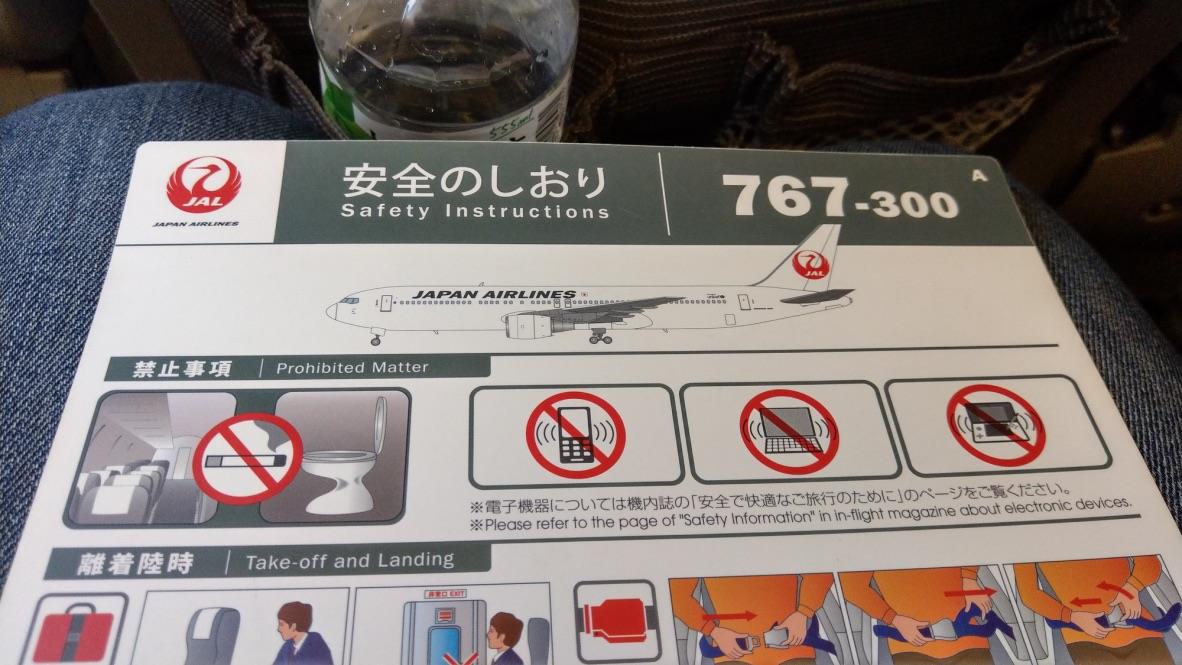 555ml
JAL
JAPAN AIRLINES
安全のしおり
Safety Instructions
767-300
A
JAPAN AIRLINES
JAL
禁止事項
Prohibited Matter
※電子機器については機内誌の「安全で快適なご旅行のために」のページをご覧ください。
※Please refer to the page of "Safety Information" in in-flight magazine about electronic devices.
離着陸時
Take-off and Landing
非常口 EXIT